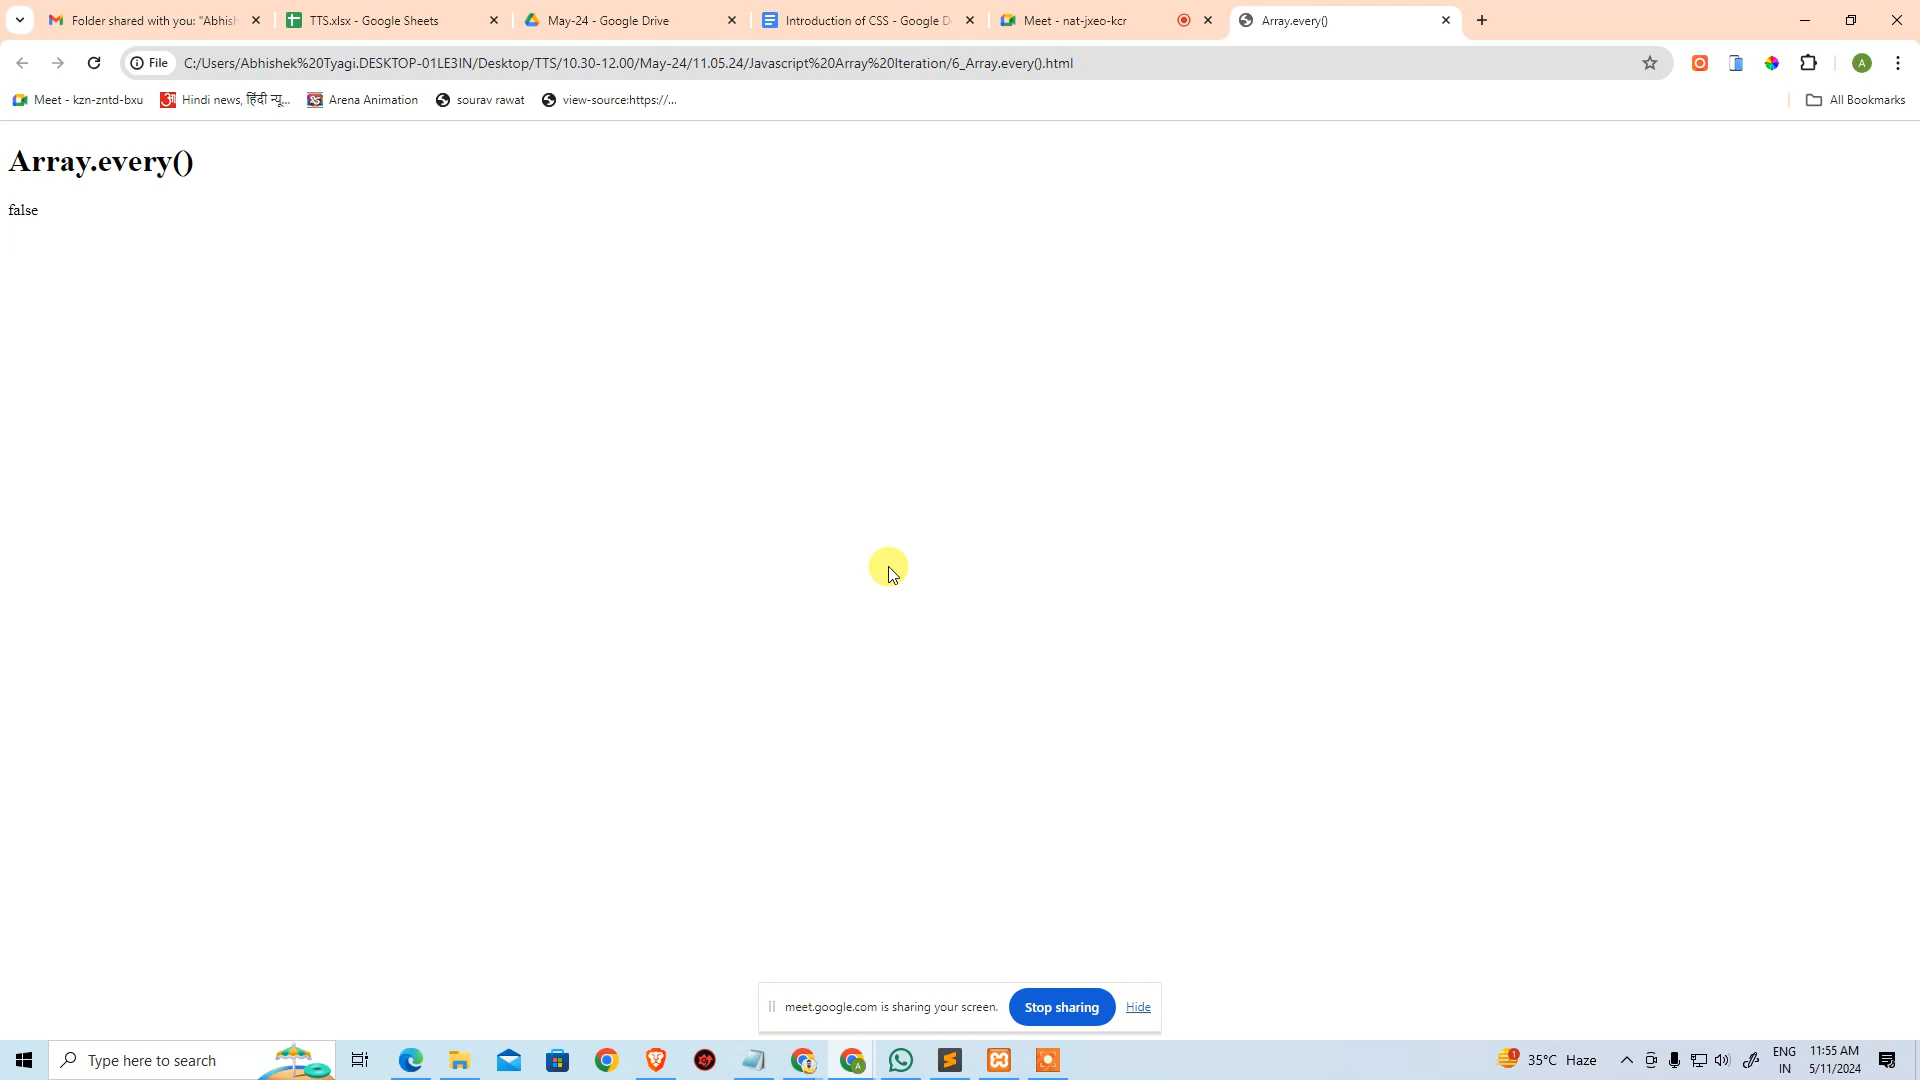 Folder shared with you: "Abhish
TTS.xlsx - Google Sheets
May-24 - Google Drive
Introduction of CSS - Google D
Meet - nat-jxeo-kcr
Array.every()
File
C:/Users/Abhishek%20Tyagi.DESKTOP-01LE3IN/Desktop/TTS/10.30-12.00/May-24/11.05.24/Javascript%20Array%20Iteration/6_Array.every().html
A
Meet - kzn-zntd-bxu
Hindi news, हिंदी न्यू...
Arena Animation
sourav rawat
view-source:https://...
All Bookmarks
Array.every()
false
meet.google.com is sharing your screen.
Stop sharing
Hide
Type here to search
1
35°C Haze
ENG
IN
11:55 AM
5/11/2024